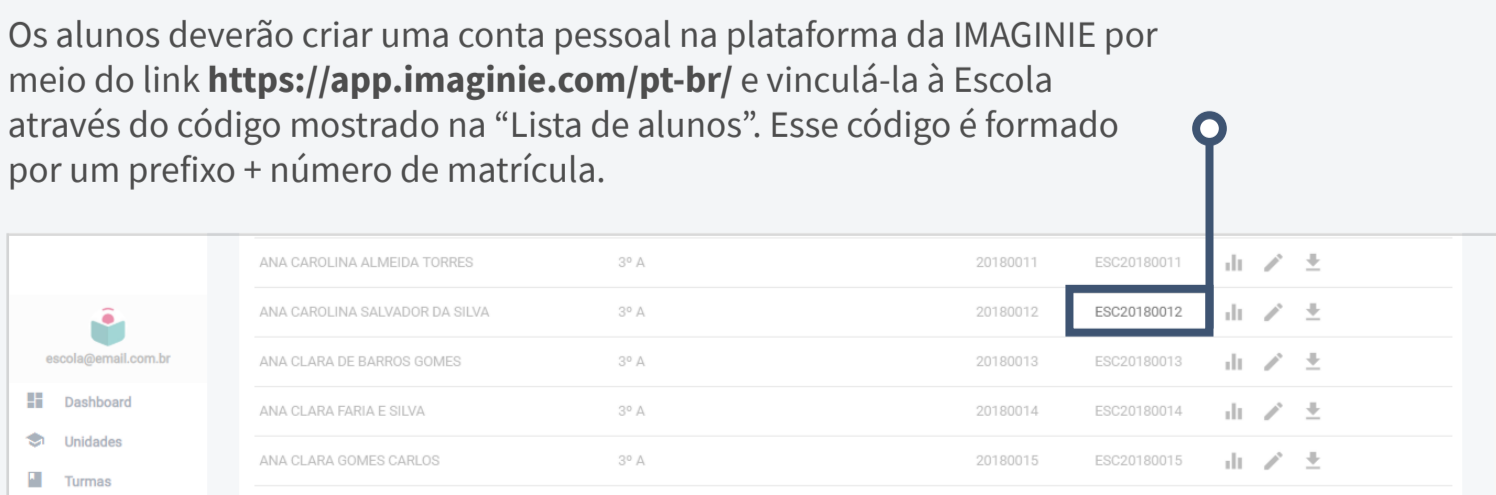 Os alunos deverão criar uma conta pessoal na plataforma da IMAGINIE por
meio do link https://app.imaginie.com/pt-br/ e vinculá-la à Escola
através do código mostrado na “Lista de alunos”. Esse código é formado
por um prefixo + número de matrícula.
ANA CAROLINA ALMEIDA TORRES 3º A 20180011 ESC20180011
ANA CAROLINA SALVADOR DA SILVA 3º A 20180012 ESC20180012
escola@email.com.br
ANA CLARA DE BARROS GOMES 3º A 20180013 ESC20180013
Dashboard
ANA CLARA FARIA E SILVA 3º A 20180014 ESC20180014
Unidades
ANA CLARA GOMES CARLOS 3º A 20180015 ESC20180015
Turmas